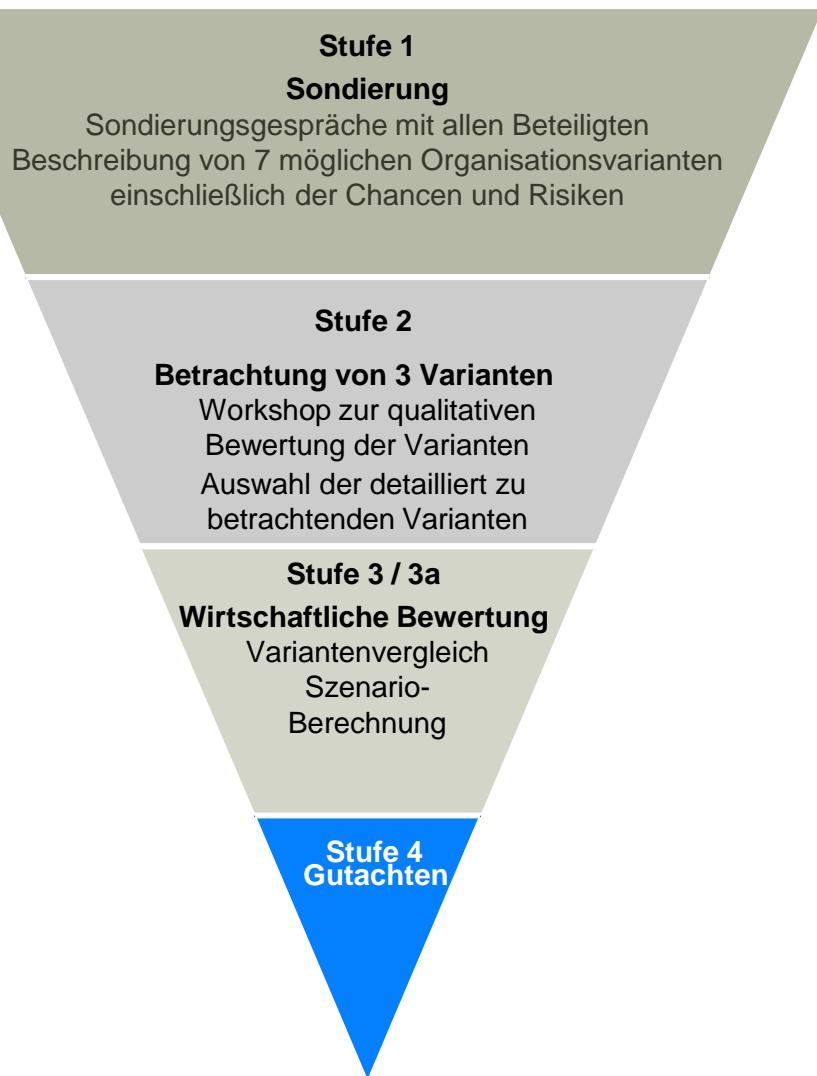 Stufe 1
Sondierung
Sondierungsgespräche mit allen Beteiligten
Beschreibung von 7 möglichen Organisationsvarianten
einschließlich der Chancen und Risiken
Stufe 2
Betrachtung von 3 Varianten
Workshop zur qualitativen
Bewertung der Varianten
Auswahl der detailliert zu
betrachtenden Varianten
Stufe 3 / 3a
Wirtschaftliche Bewertung
Variantenvergleich
Szenario-
Berechnung
Stufe 4
Gutachten